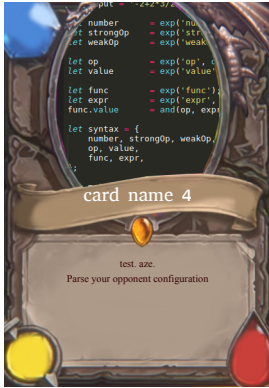 let number = exp('nu
let strongOp = exp('str
let weakOp = exp('weak
let op = exp('op',
let value = exp('value'
let func = exp('func');
let expr = exp('expr',
func.value = and(op, expr
let syntax = {
number, strongOp, weakOp,
op, value,
func, expr,
card name 4
test. aze.
Parse your opponent configuration